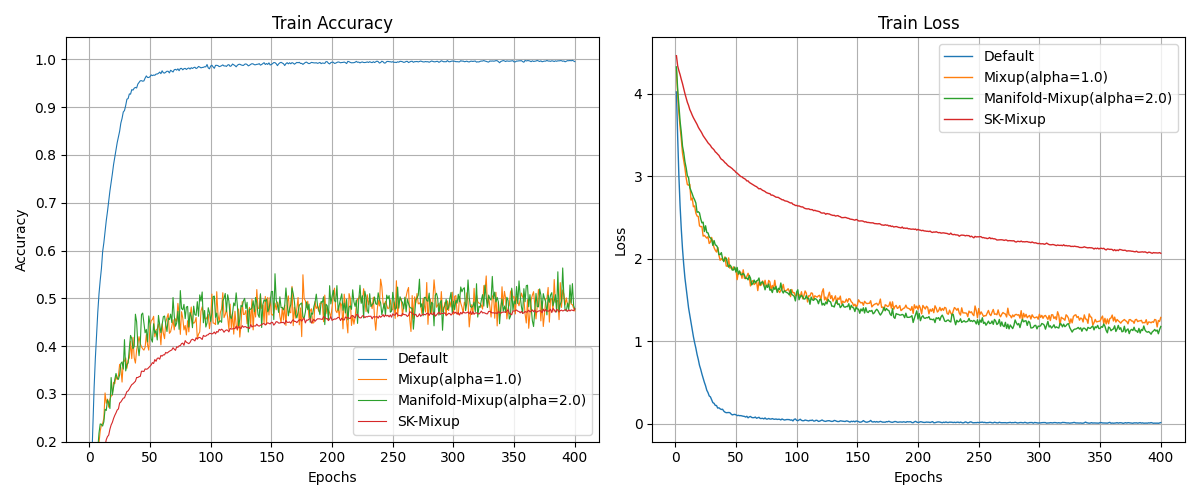 Train Accuracy
Accuracy
1.0
0.9
0.8
0.7
0.6
0.5
0.4
0.3
0.2
0 50 100 150 200 250 300 350 400
Epochs
Default
Mixup(alpha=1.0)
Manifold-Mixup(alpha=2.0)
SK-Mixup
Train Loss
Loss
4
3
2
1
0
0 50 100 150 200 250 300 350 400
Epochs
Default
Mixup(alpha=1.0)
Manifold-Mixup(alpha=2.0)
SK-Mixup